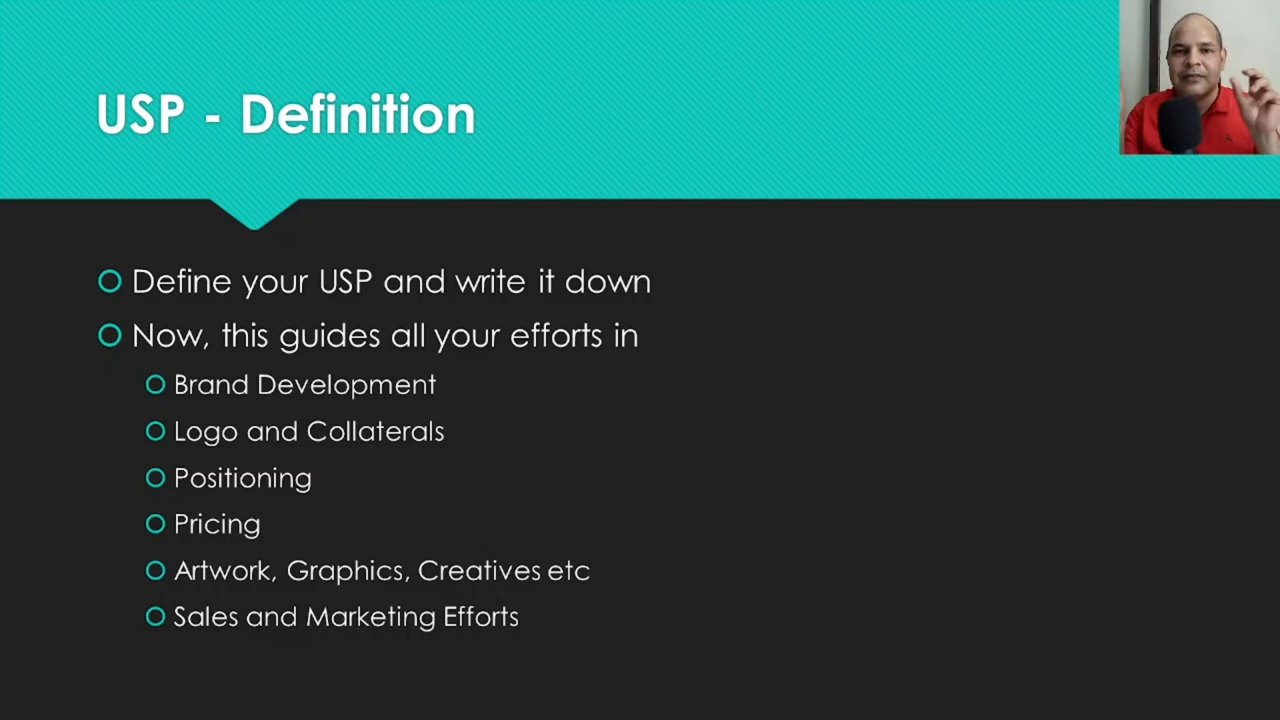 USP - Definition
Define your USP and write it down
Now, this guides all your efforts in
Brand Development
Logo and Collaterals
Positioning
Pricing
Artwork, Graphics, Creatives etc
Sales and Marketing Efforts